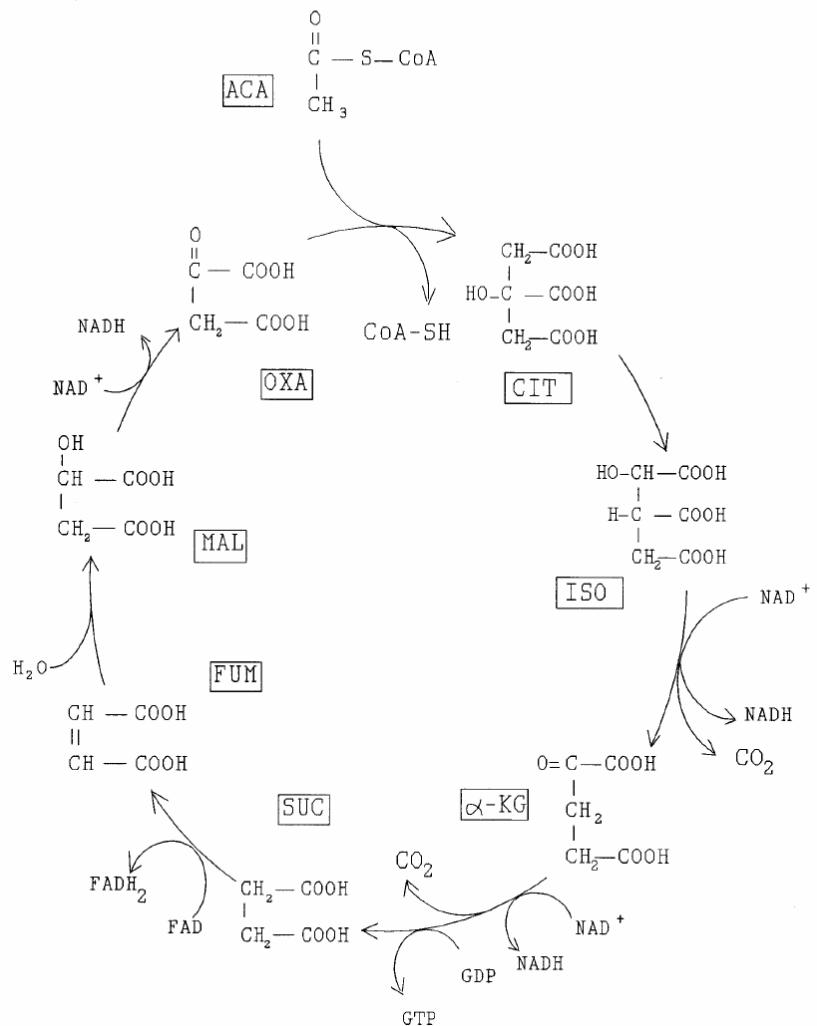 O
||
C — S — CoA
|
CH₃
ACA
O
||
C — COOH
|
CH₂ — COOH
OXA
CoA-SH
CH₂—COOH
HO-C — COOH
CH₂—COOH
CIT
NADH
NAD⁺
OH
CH — COOH
|
CH₂ — COOH
MAL
HO-CH —COOH
H-C — COOH
CH₂—COOH
ISO
NAD⁺
NADH
CO₂
H₂O
FUM
CH — COOH
||
CH — COOH
O=C—COOH
|
CH₂
|
CH₂—COOH
α-KG
SUC
CH₂ — COOH
|
CH₂ — COOH
FADH₂
FAD
CO₂
NAD⁺
NADH
GDP
GTP